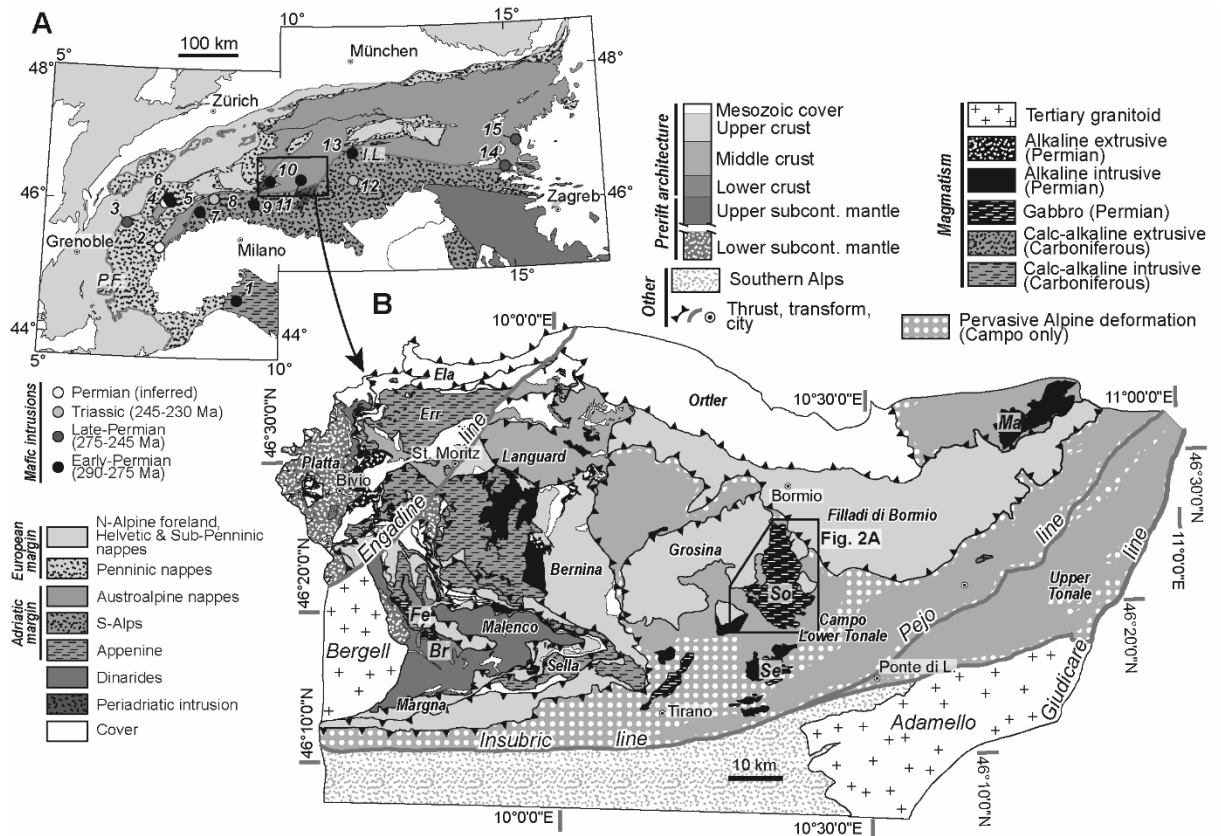 A
5°
10°
15°
100 km
München
48°
48°
Zürich
15
13
I.L.
14
6
10
46°
4
5
12
46°
3
8
11
9
7
Zagreb
2
Grenoble
Milano
15°
P.F.
1
44°
44°
5°
10°
Mafic intrusions
Permian (inferred)
Triassic (245-230 Ma)
Late-Permian
(275-245 Ma)
Early-Permian
(290-275 Ma)
European
margin
N-Alpine foreland,
Helvetic & Sub-Penninic
nappes
Penninic nappes
Adriatic
margin
Austroalpine nappes
S-Alps
Appenine
Dinarides
Periadriatic intrusion
Cover
Prerift architecture
Mesozoic cover
Upper crust
Middle crust
Lower crust
Upper subcont. mantle
Lower subcont. mantle
Other
Southern Alps
Thrust, transform,
city
Magmatism
Tertiary granitoid
Alkaline extrusive
(Permian)
Alkaline intrusive
(Permian)
Gabbro (Permian)
Calc-alkaline extrusive
(Carboniferous)
Calc-alkaline intrusive
(Carboniferous)
Pervasive Alpine deformation
(Campo only)
B
10°0'0"E
10°30'0"E
11°00'0"E
46°30'0"N
46°30'0"N
11°0'0"E
Ela
Ortler
Err
Ma
St. Moritz
line
Languard
Platta
Bivio
Bormio
Filladi di Bormio
Engadine
Fig. 2A
line
line
46°20'0"N
Grosina
Bernina
So
Upper
Tonale
46°20'0"N
Fe
Malenco
Campo
Lower Tonale
Pejo
Bergell
Br
Sella
Se
Ponte di L.
Giudicare
Margna
Tirano
46°10'0"N
Insubric
line
Adamello
10 km
46°10'0"N
10°0'0"E
10°30'0"E